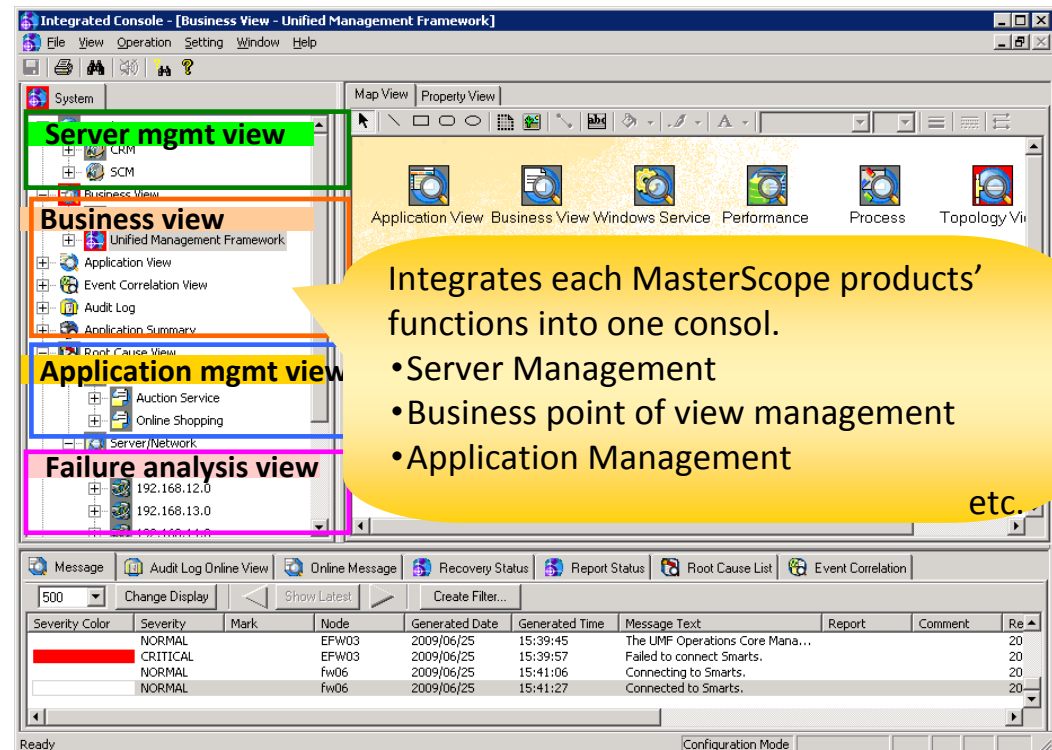 Integrated Console - [Business View - Unified Management Framework]
File View Operation Setting Window Help
System
Server mgmt view
CRM
SCM
Business View
Business view
Unified Management Framework
Application View
Event Correlation View
Audit Log
Application Summary
Root Cause View
Application mgmt view
Auction Service
Online Shopping
Server/Network
Failure analysis view
192.168.12.0
192.168.13.0
Map View Property View
abc A
Application View Business View Windows Service Performance Process Topology Vi
Integrates each MasterScope products’
functions into one consol.
•Server Management
•Business point of view management
•Application Management
etc.
Message Audit Log Online View Online Message Recovery Status Report Status Root Cause List Event Correlation
500 Change Display Show Latest Create Filter...
Severity Color Severity Mark Node Generated Date Generated Time Message Text Report Comment Re
NORMAL EFW03 2009/06/25 15:39:45 The UMF Operations Core Mana... 20
CRITICAL EFW03 2009/06/25 15:39:57 Failed to connect Smarts. 20
NORMAL fw06 2009/06/25 15:41:06 Connecting to Smarts. 20
NORMAL fw06 2009/06/25 15:41:27 Connected to Smarts. 20
Ready Configuration Mode